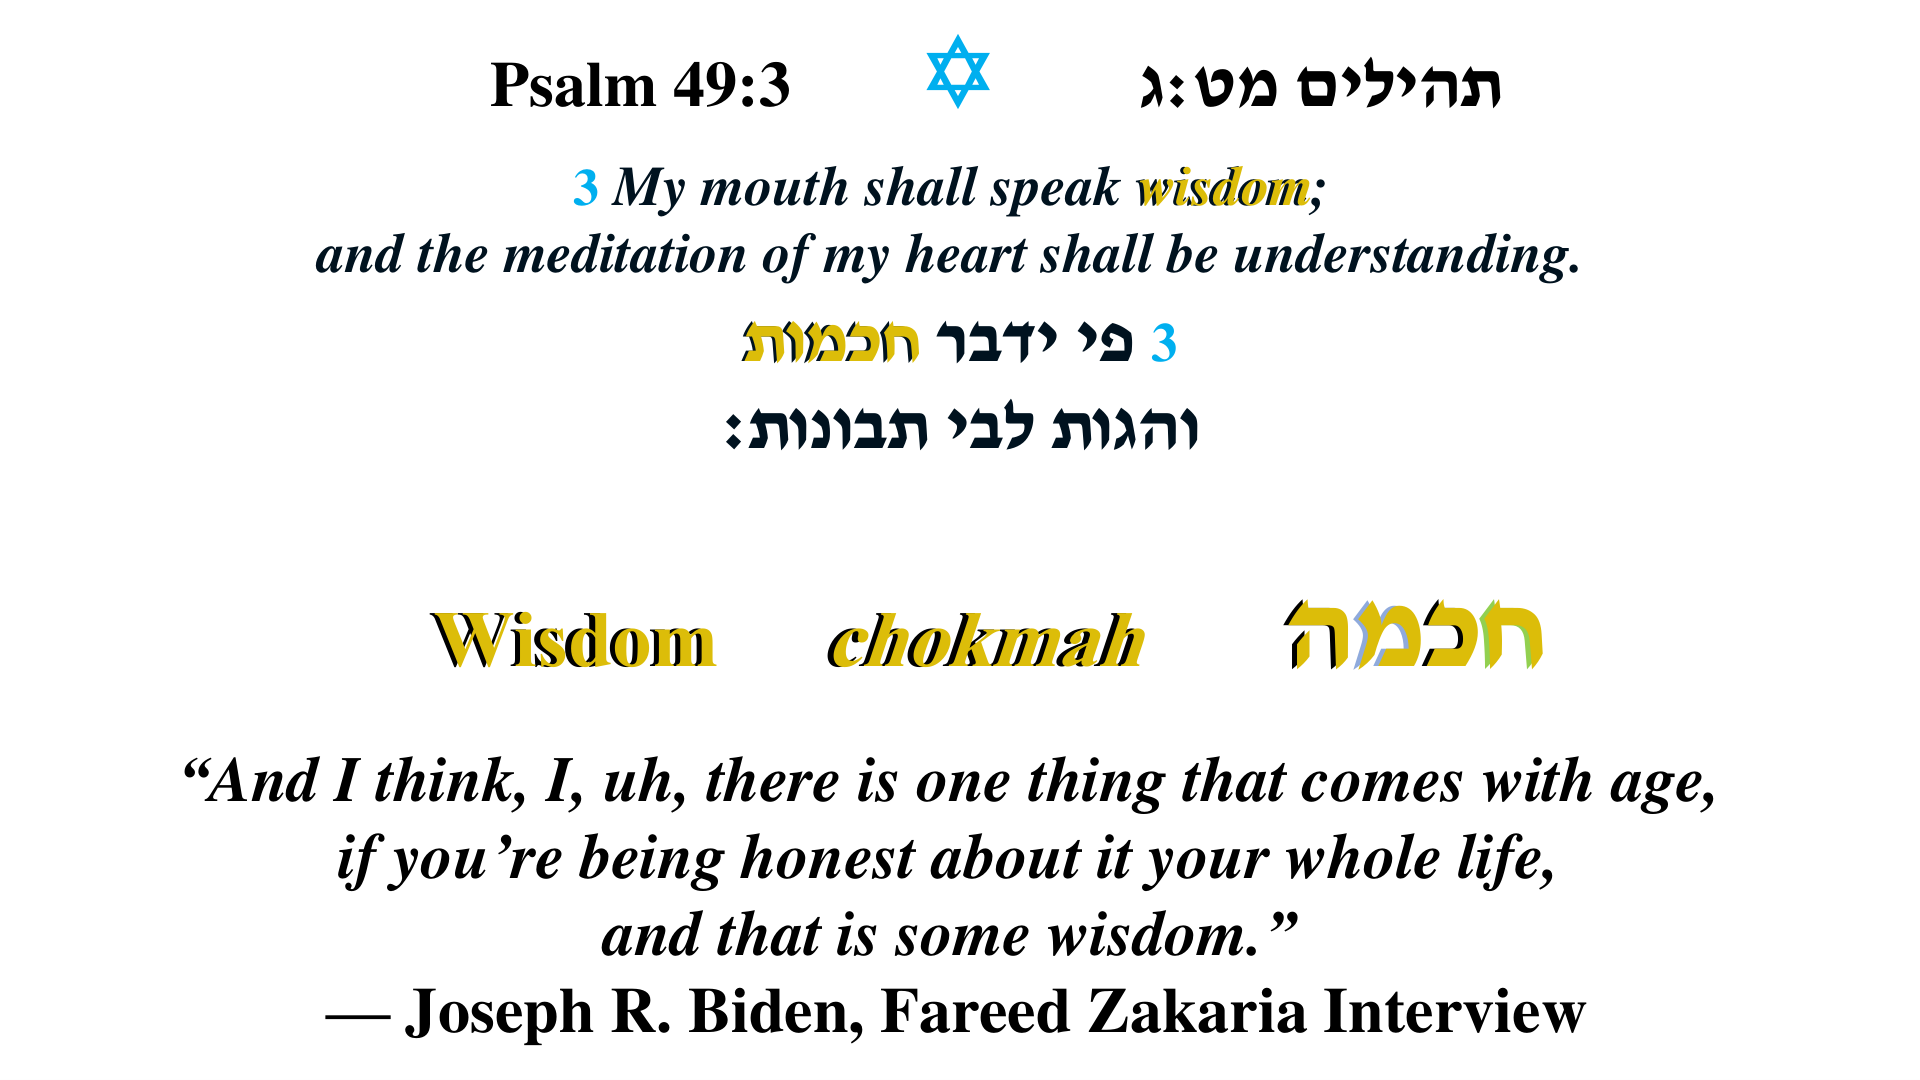 Psalm 49:3 ✡ תהילים מט:ג
3 My mouth shall speak wisdom;
and the meditation of my heart shall be understanding.
3 פי ידבר חכמות
והגות לבי תבונות:
Wisdom chokmah חכמה
“And I think, I, uh, there is one thing that comes with age,
if you’re being honest about it your whole life,
and that is some wisdom.”
— Joseph R. Biden, Fareed Zakaria Interview